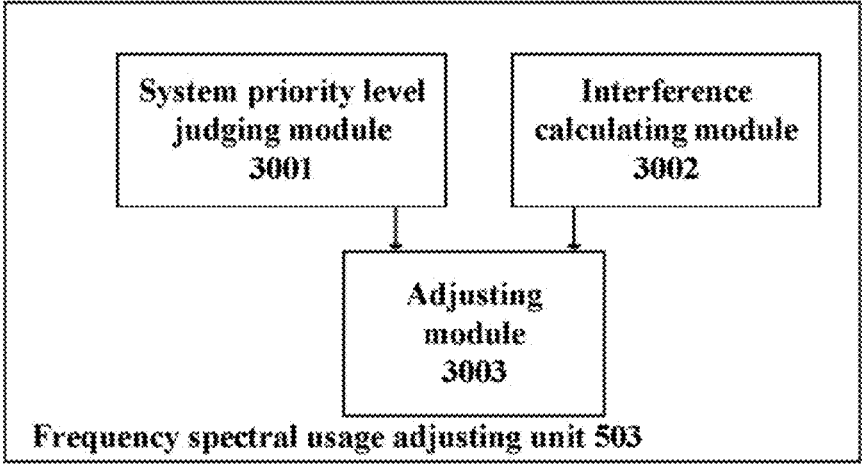 System priority level
judging module
3001
Interference
calculating module
3002
Adjusting
module
3003
Frequency spectral usage adjusting unit 503